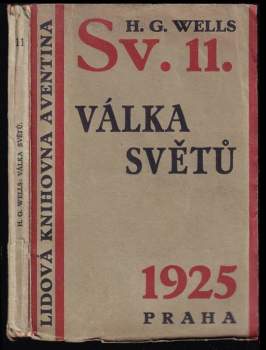 11
H. G. WELLS: VÁLKA SVĚTŮ.
LIDOVÁ KNIHOVNA AVENTINA
H. G. WELLS
Sv. 11.
VÁLKA
SVĚTŮ
1925
PRAHA